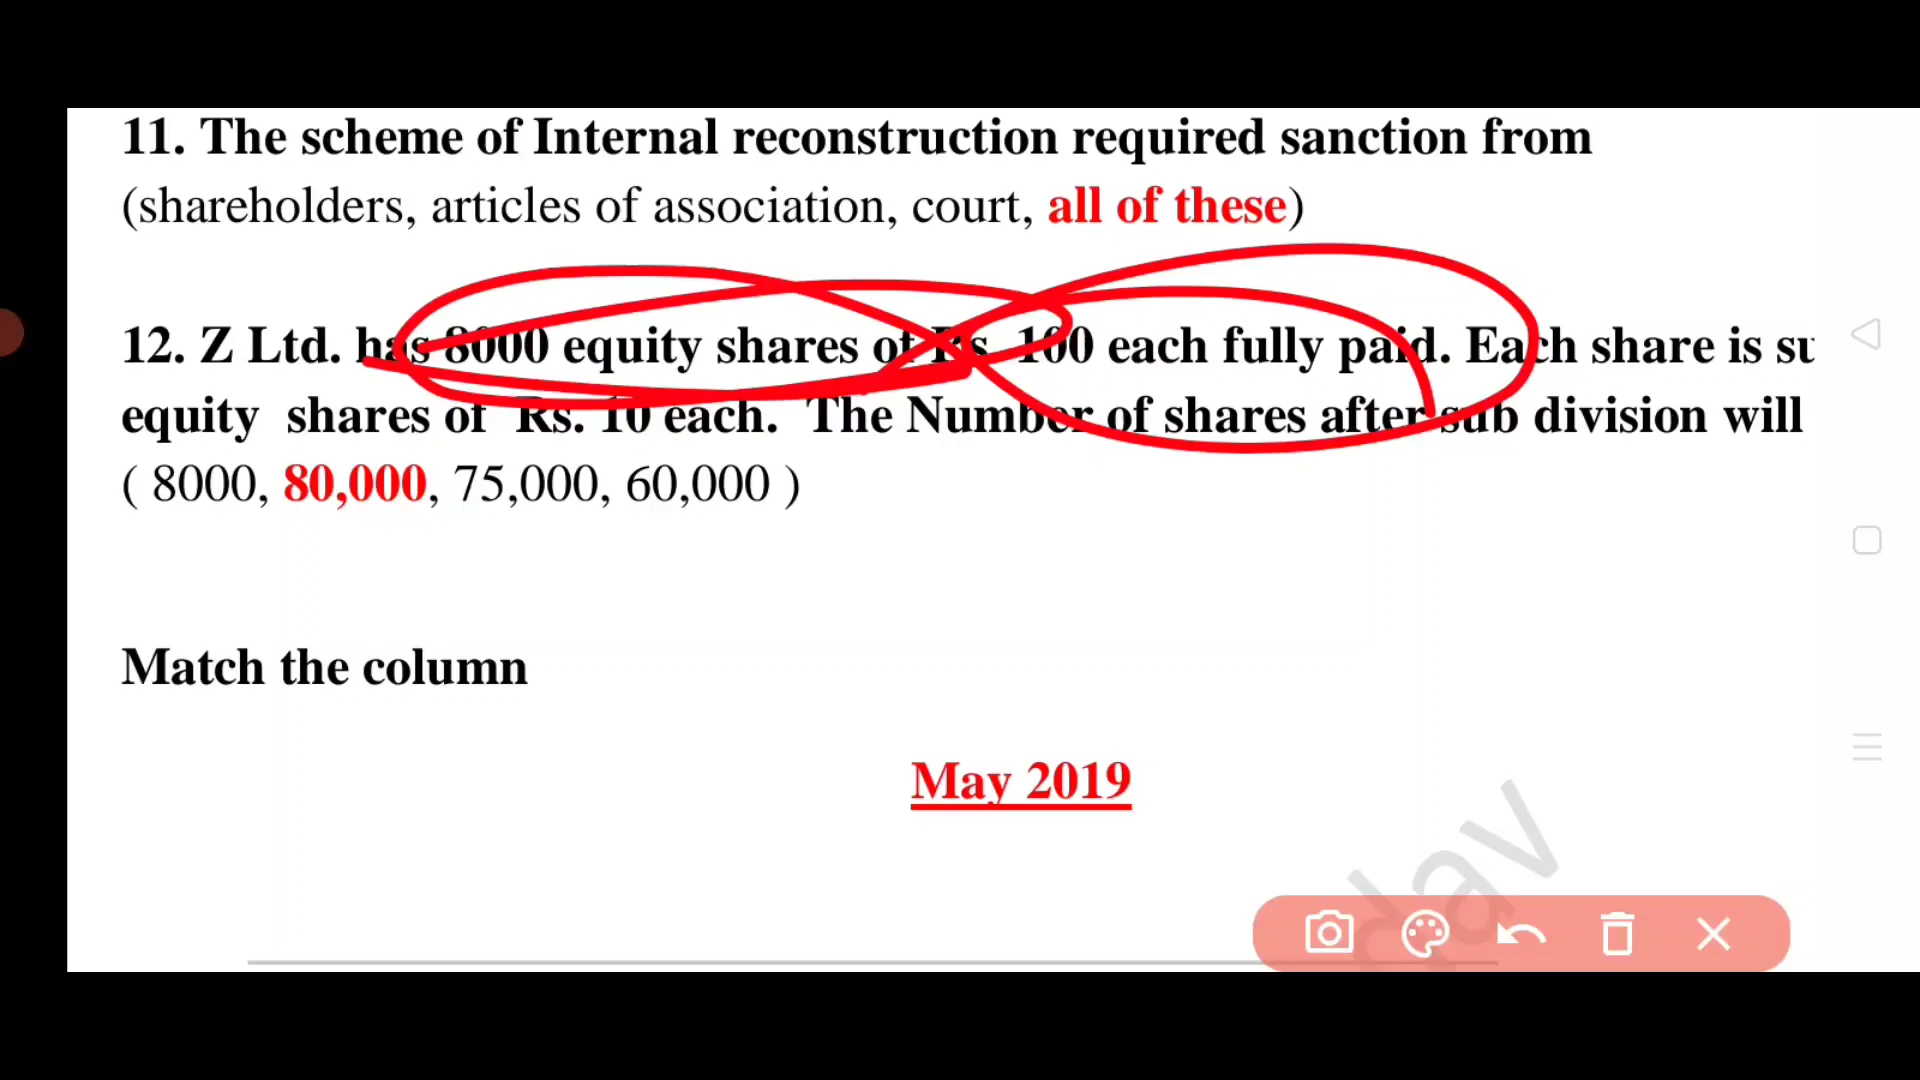 11. The scheme of Internal reconstruction required sanction from
(shareholders, articles of association, court, all of these)
12. Z Ltd. has 8000 equity shares of Rs. 100 each fully paid. Each share is
equity shares of Rs. 10 each. The Number of shares after sub division will
( 8000, 80,000, 75,000, 60,000 )
Match the column
May 2019